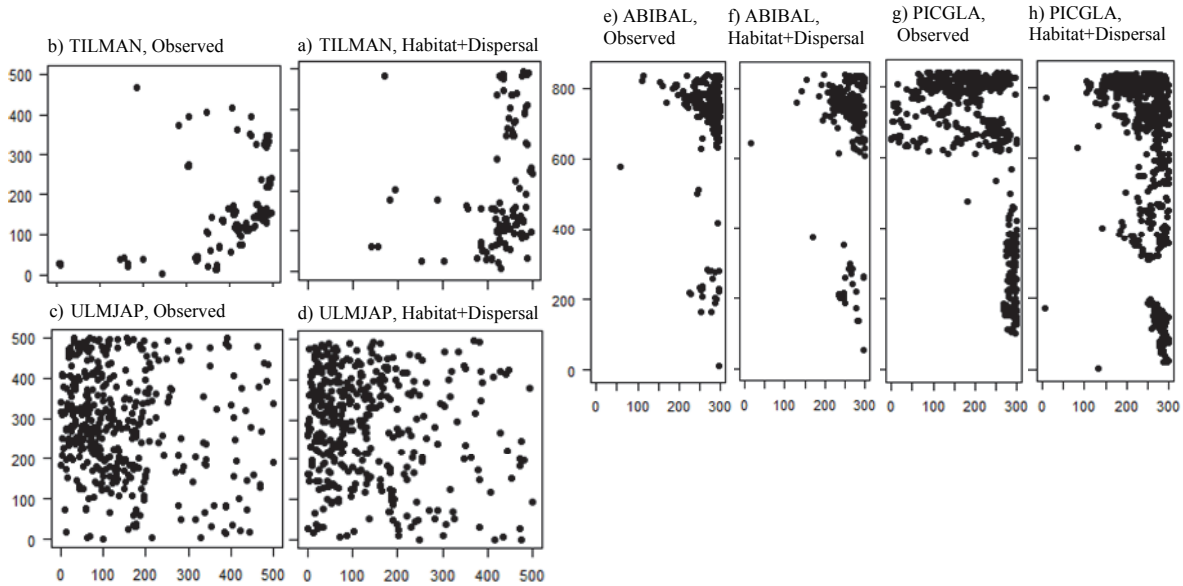 b) TILMAN, Observed
a) TILMAN, Habitat+Dispersal
e) ABIBAL,
Observed
f) ABIBAL,
Habitat+Dispersal
g) PICGLA,
Observed
h) PICGLA,
Habitat+Dispersal
500
400
300
200
100
0
c) ULMJAP, Observed
d) ULMJAP, Habitat+Dispersal
500
400
300
200
100
0
0 100 200 300 400 500
0 100 200 300 400 500
800
600
400
800
0
0 100 200 300
0 100 200 300
0 100 200 300
0 100 200 300